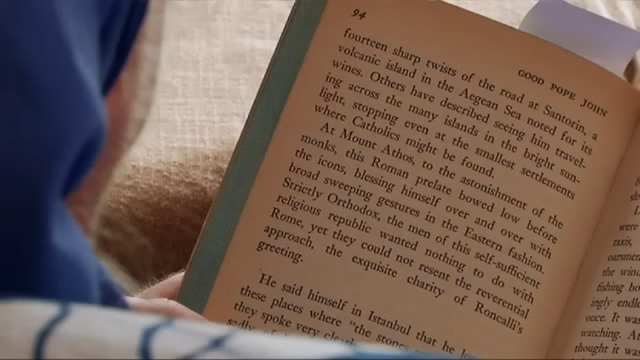 94
GOOD POPE JOHN
fourteen sharp twists of the road at Santorin, a
volcanic island in the Aegean Sea noted for its
wines. Others have described seeing him travel-
ing across the many islands in the bright sun-
light, stopping even at the smallest settlements
where Catholics might be found.
At Mount Athos, to the astonishment of the
monks, this Roman prelate bowed low before
the icons, blessing himself over and over with
broad sweeping gestures in the Eastern fashion.
Strictly Orthodox, the men of this self-sufficient
religious republic wanted nothing to do with
Rome, yet they could not resent the reverential
approach, the exquisite charity of Roncalli's
greeting.
He said himself in Istanbul that he
these places where "the stones
they spoke very
were
taxis,
oarsmen
the wind
fishing
ingly
once. It was
watching. At
thought it was